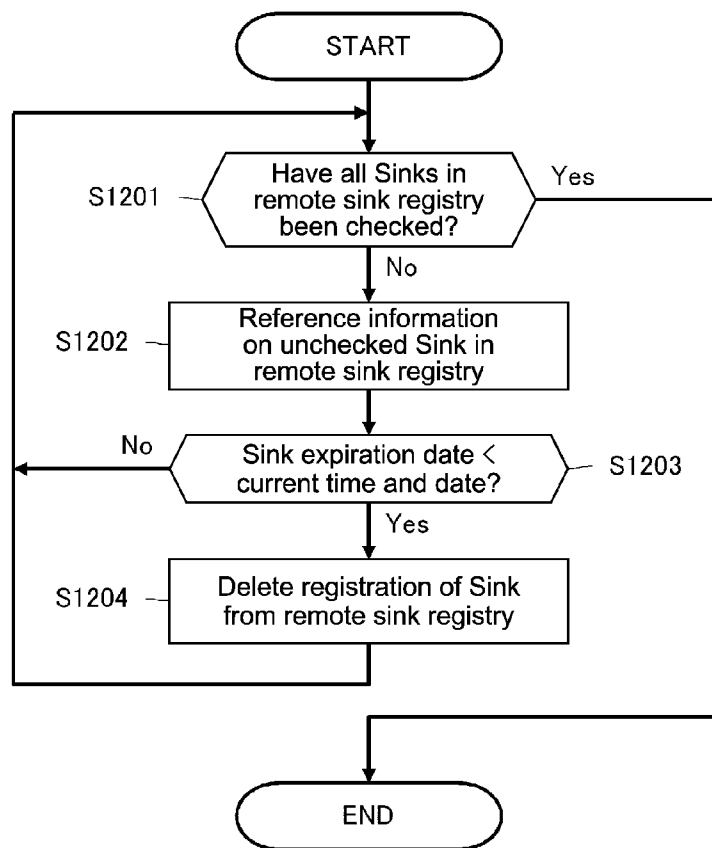 START
Have all Sinks in
remote sink registry
been checked?
Yes
S1201
No
Reference information
on unchecked Sink in
remote sink registry
S1202
No
Sink expiration date <
current time and date?
S1203
Yes
Delete registration of Sink
from remote sink registry
S1204
END